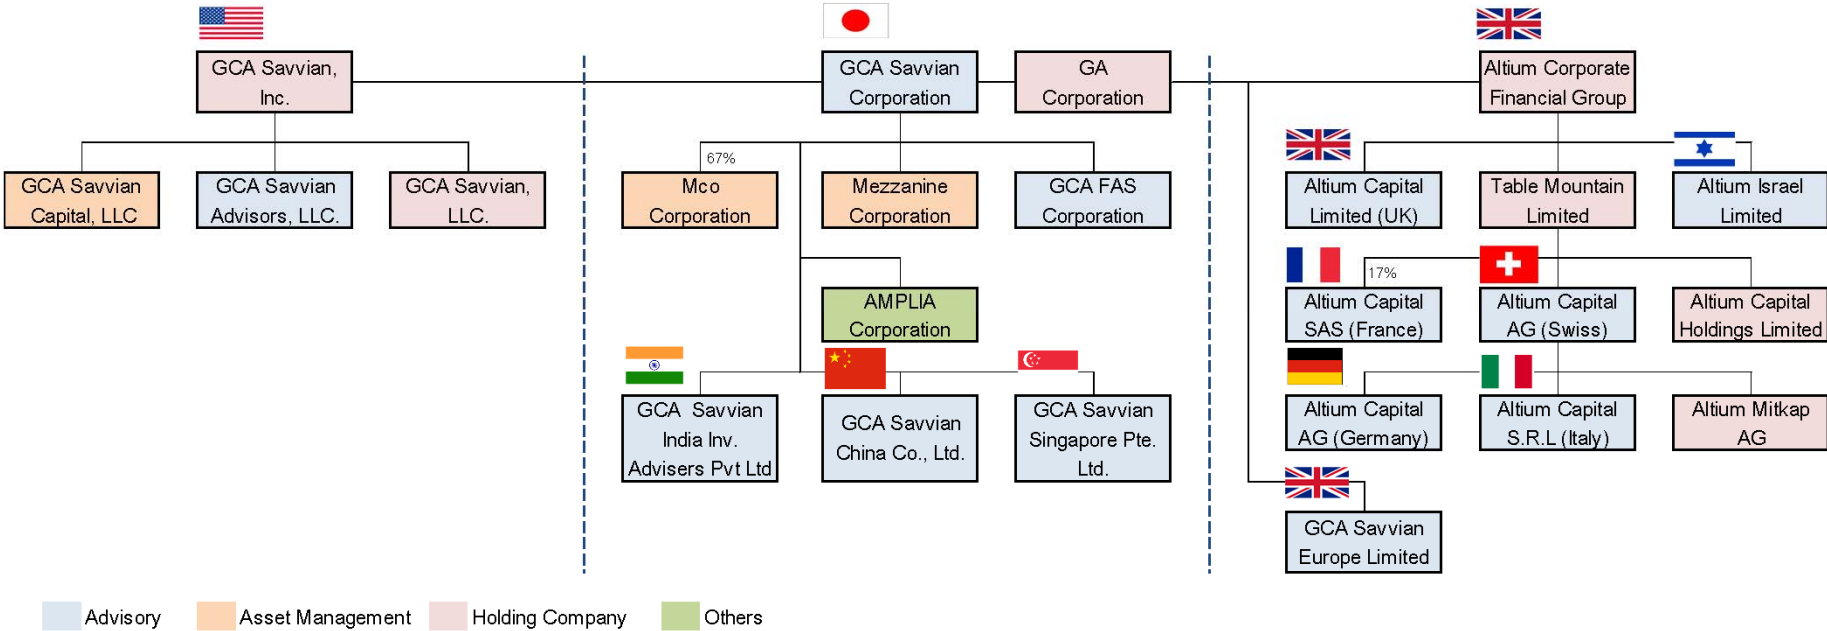 GCA Savvian,
Inc.
GCA Savvian
Corporation
GA
Corporation
Altium Corporate
Financial Group
67%
GCA Savvian
Capital, LLC
GCA Savvian
Advisors, LLC.
GCA Savvian,
LLC.
Mco
Corporation
Mezzanine
Corporation
GCA FAS
Corporation
Altium Capital
Limited (UK)
Table Mountain
Limited
Altium Israel
Limited
17%
AMPLIA
Corporation
Altium Capital
SAS (France)
Altium Capital
AG (Swiss)
Altium Capital
Holdings Limited
GCA Savvian
India Inv.
Advisers Pvt Ltd
GCA Savvian
China Co., Ltd.
GCA Savvian
Singapore Pte.
Ltd.
Altium Capital
AG (Germany)
Altium Capital
S.R.L (Italy)
Altium Mitkap
AG
GCA Savvian
Europe Limited
Advisory
Asset Management
Holding Company
Others